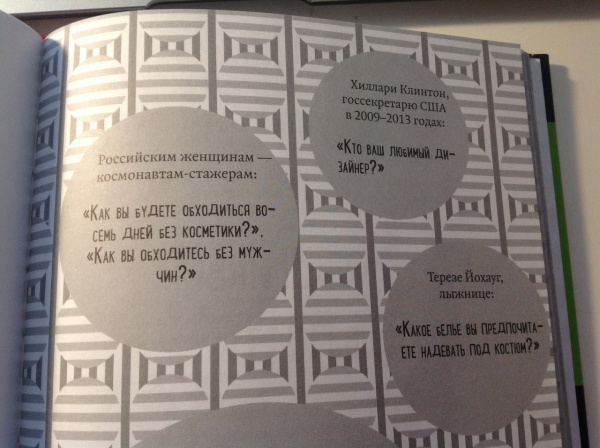 Российским женщинам —
космонавтам-стажерам:
«Как вы будете обходиться во-
семь дней без косметики?»,
«Как вы обходитесь без муж-
чин?»
Хиллари Клинтон,
госсекретарю США
в 2009–2013 годах:
«Кто ваш любимый ди-
зайнер?»
Терезе Йохауг,
лыжнице:
«Какое белье вы предпочита-
ете надевать под костюм?»